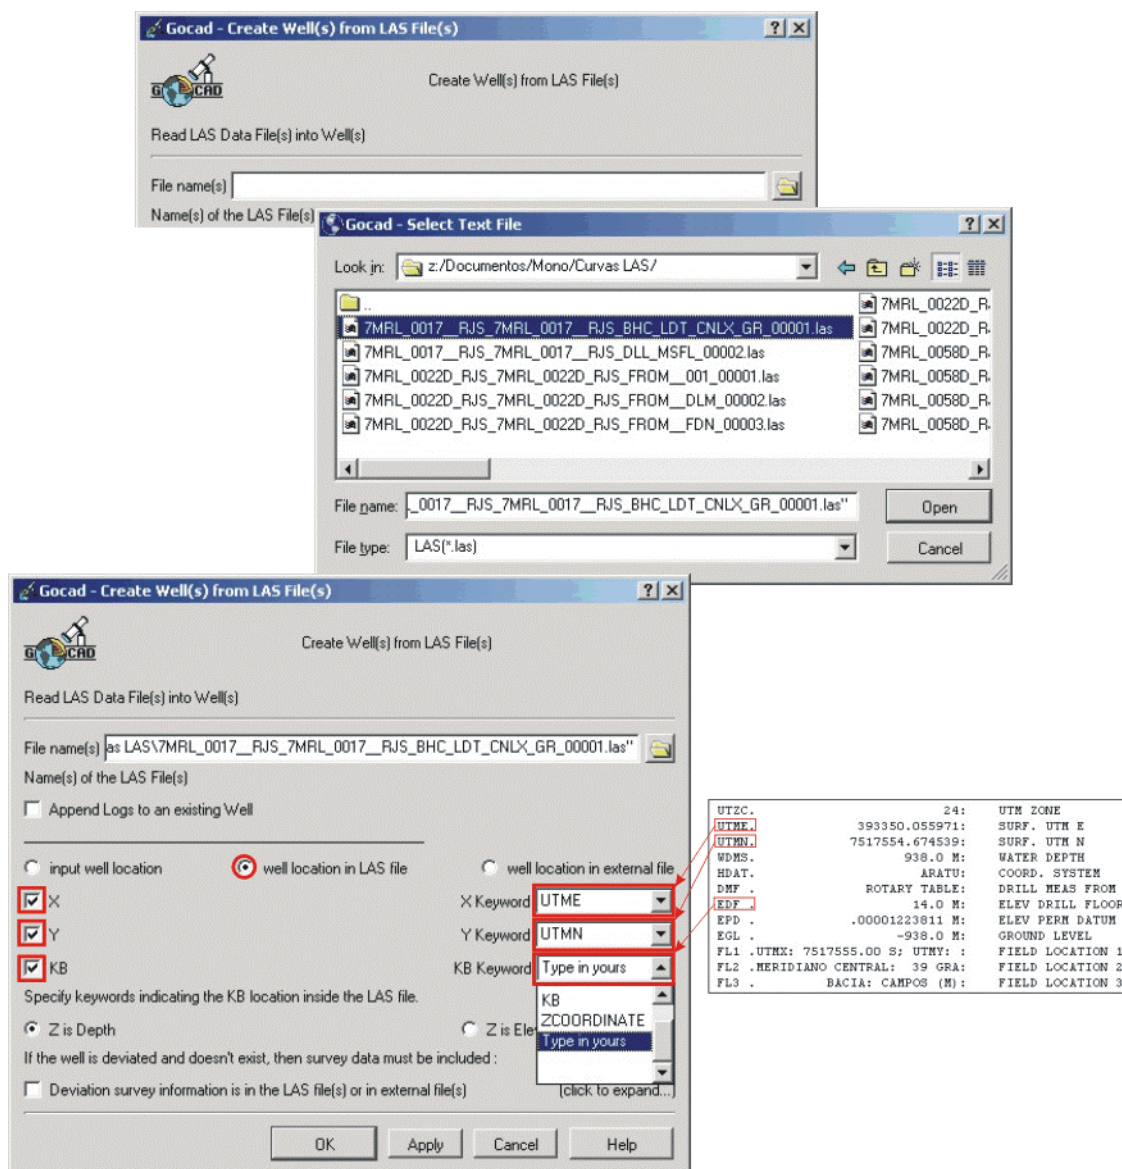 Gocad - Create Well(s) from LAS File(s)
GOCAD
Create Well(s) from LAS File(s)
Read LAS Data File(s) into Well(s)
File name(s)
Name(s) of the LAS File(s)
Gocad - Select Text File
Look in: z:/Documentos/Mono/Curvas LAS/
.. 7MRL_0022D_R
7MRL_0017__RJS_7MRL_0017__RJS_BHC_LDT_CNLX_GR_00001.las 7MRL_0022D_R
7MRL_0017__RJS_7MRL_0017__RJS_DLL_MSFL_00002.las 7MRL_0058D_R
7MRL_0022D_RJS_7MRL_0022D_RJS_FROM__001_00001.las 7MRL_0058D_R
7MRL_0022D_RJS_7MRL_0022D_RJS_FROM__DLM_00002.las 7MRL_0058D_R
7MRL_0022D_RJS_7MRL_0022D_RJS_FROM__FDN_00003.las 7MRL_0058D_R
File name: _0017__RJS_7MRL_0017__RJS_BHC_LDT_CNLX_GR_00001.las" Open
File type: LAS(*.las) Cancel
Gocad - Create Well(s) from LAS File(s)
GOCAD
Create Well(s) from LAS File(s)
Read LAS Data File(s) into Well(s)
File name(s) as LAS\7MRL_0017__RJS_7MRL_0017__RJS_BHC_LDT_CNLX_GR_00001.las"
Name(s) of the LAS File(s)
Append Logs to an existing Well
input well location well location in LAS file well location in external file
X X Keyword UTME
Y Y Keyword UTMN
KB KB Keyword Type in yours
Specify keywords indicating the KB location inside the LAS file.
KB
ZCOORDINATE
Type in yours
Z is Depth Z is Ele
If the well is deviated and doesn't exist, then survey data must be included :
Deviation survey information is in the LAS file(s) or in external file(s) (click to expand...)
OK Apply Cancel Help
UTZC. 24: UTM ZONE
UTME. 393350.055971: SURF. UTM E
UTMN. 7517554.674539: SURF. UTM N
WDMS. 938.0 M: WATER DEPTH
HDAT. ARATU: COORD. SYSTEM
DMF . ROTARY TABLE: DRILL MEAS FROM
EDF . 14.0 M: ELEV DRILL FLOOR
EPD . .00001223811 M: ELEV PERM DATUM
EGL . -938.0 M: GROUND LEVEL
FL1 .UTMX: 7517555.00 S; UTMY: : FIELD LOCATION 1
FL2 .MERIDIANO CENTRAL: 39 GRA: FIELD LOCATION 2
FL3 . BACIA: CAMPOS (M): FIELD LOCATION 3